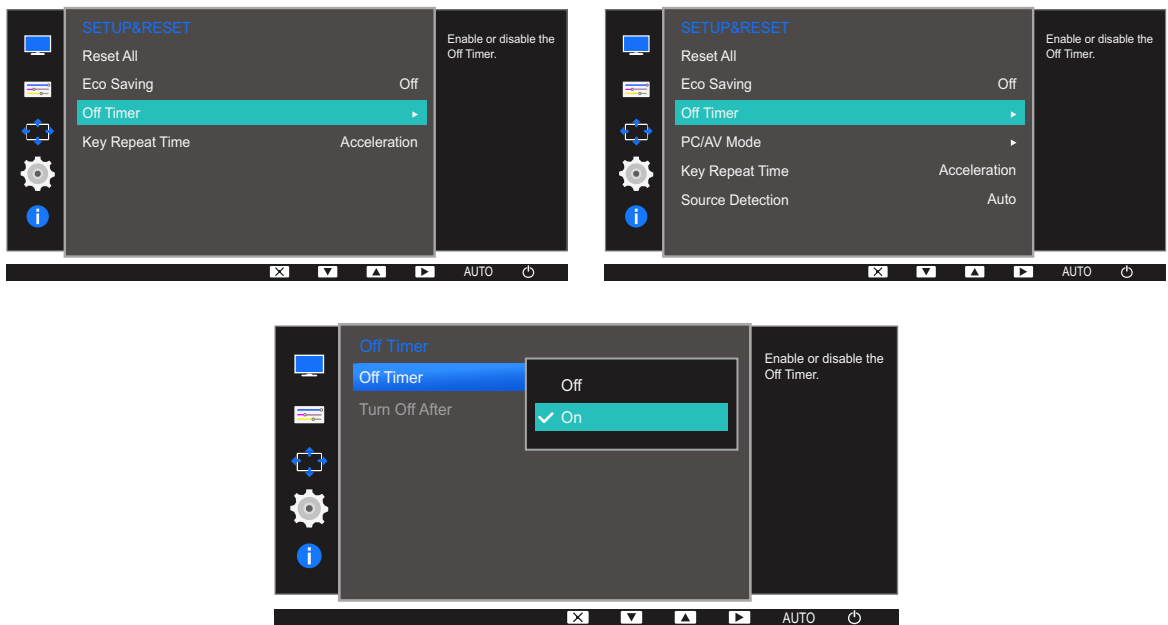 SETUP&RESET
Reset All
Eco Saving Off
Off Timer
Key Repeat Time Acceleration
Enable or disable the
Off Timer.
AUTO
SETUP&RESET
Reset All
Eco Saving Off
Off Timer
PC/AV Mode
Key Repeat Time Acceleration
Source Detection Auto
Enable or disable the
Off Timer.
AUTO
Off Timer
Off Timer
Turn Off After
Off
On
Enable or disable the
Off Timer.
AUTO